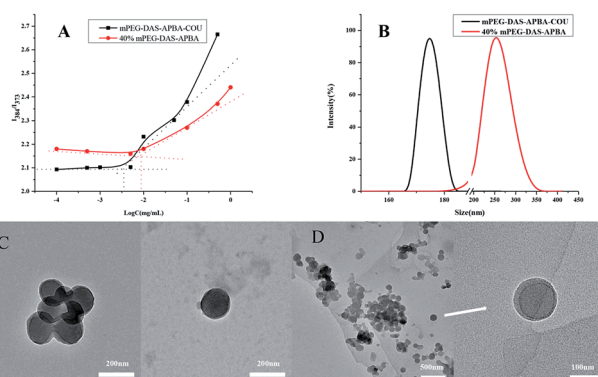 A
mPEG-DAS-APBA-COU
40% mPEG-DAS-APBA
I384/I373
2.7
2.6
2.5
2.4
2.3
2.2
2.1
2.0
-4
-3
-2
-1
0
LogC(mg/mL)
B
mPEG-DAS-APBA-COU
40% mPEG-DAS-APBA
Intensity(%)
100
80
60
40
20
0
160
180
200
250
300
350
400
450
Size(nm)
C
200nm
200nm
D
500nm
100nm